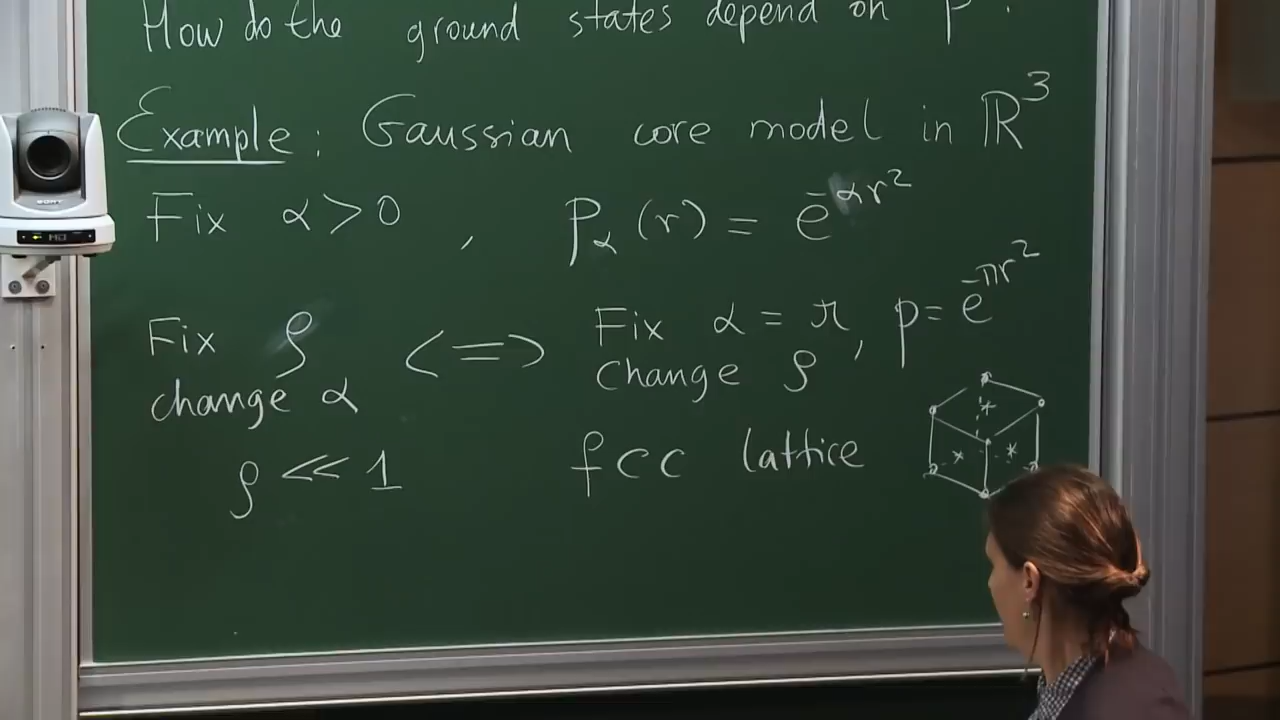 How do the ground states depend on p ?
Example : Gaussian core model in ℝ³
Fix α > 0 , p_α (r) = e^{-αr²}
Fix ρ <=> Fix α = π , p = e^{-πr²}
change α change ρ
ρ << 1 fcc lattice
SONY